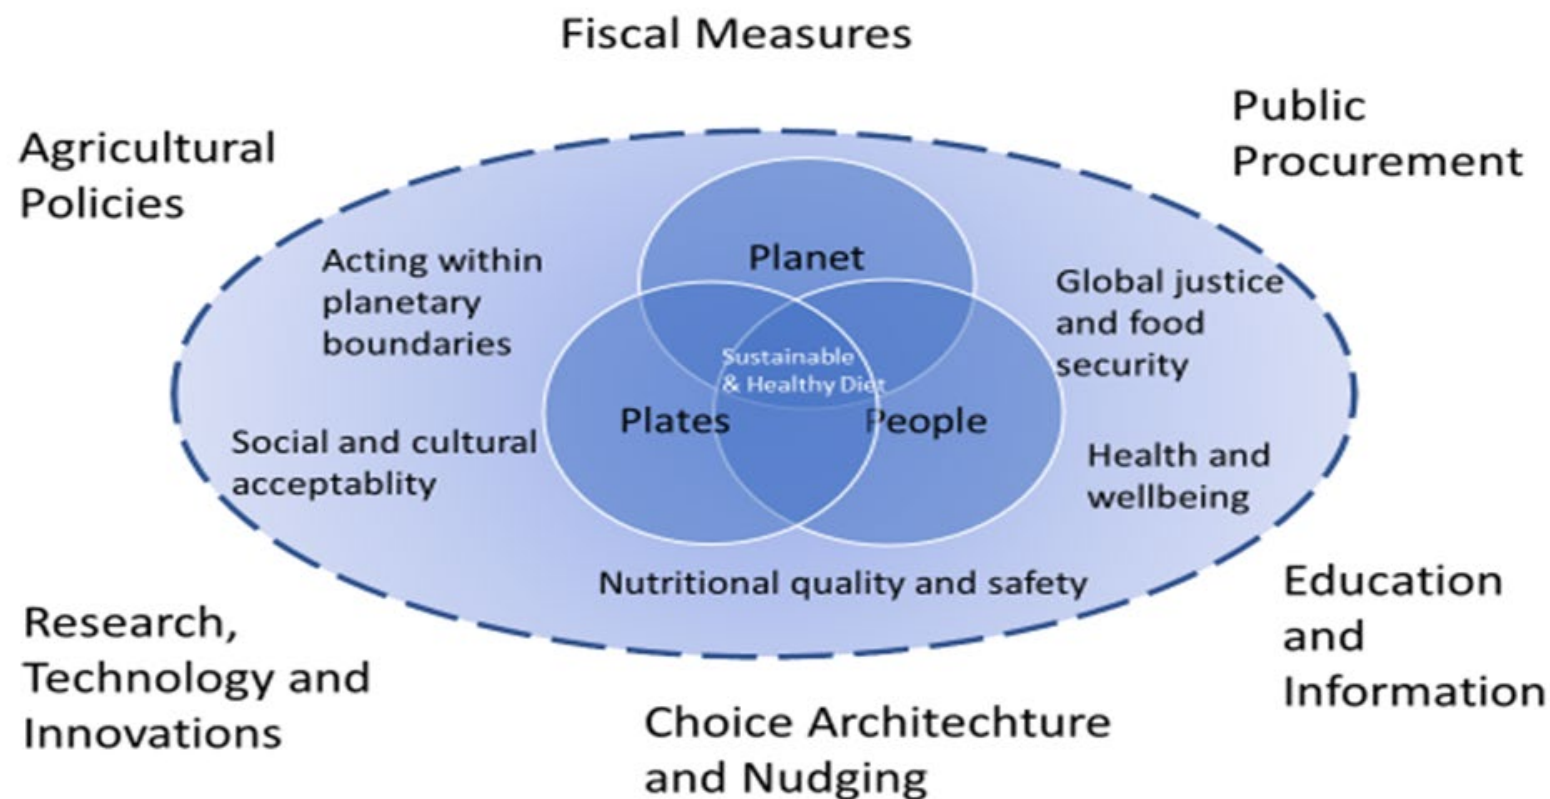 Fiscal Measures
Public
Procurement
Agricultural
Policies
Acting within
planetary
boundaries
Planet
Global justice
and food
security
Sustainable
& Healthy Diet
Plates
People
Social and cultural
acceptablity
Health and
wellbeing
Nutritional quality and safety
Education
and
Information
Research,
Technology and
Innovations
Choice Architechture
and Nudging